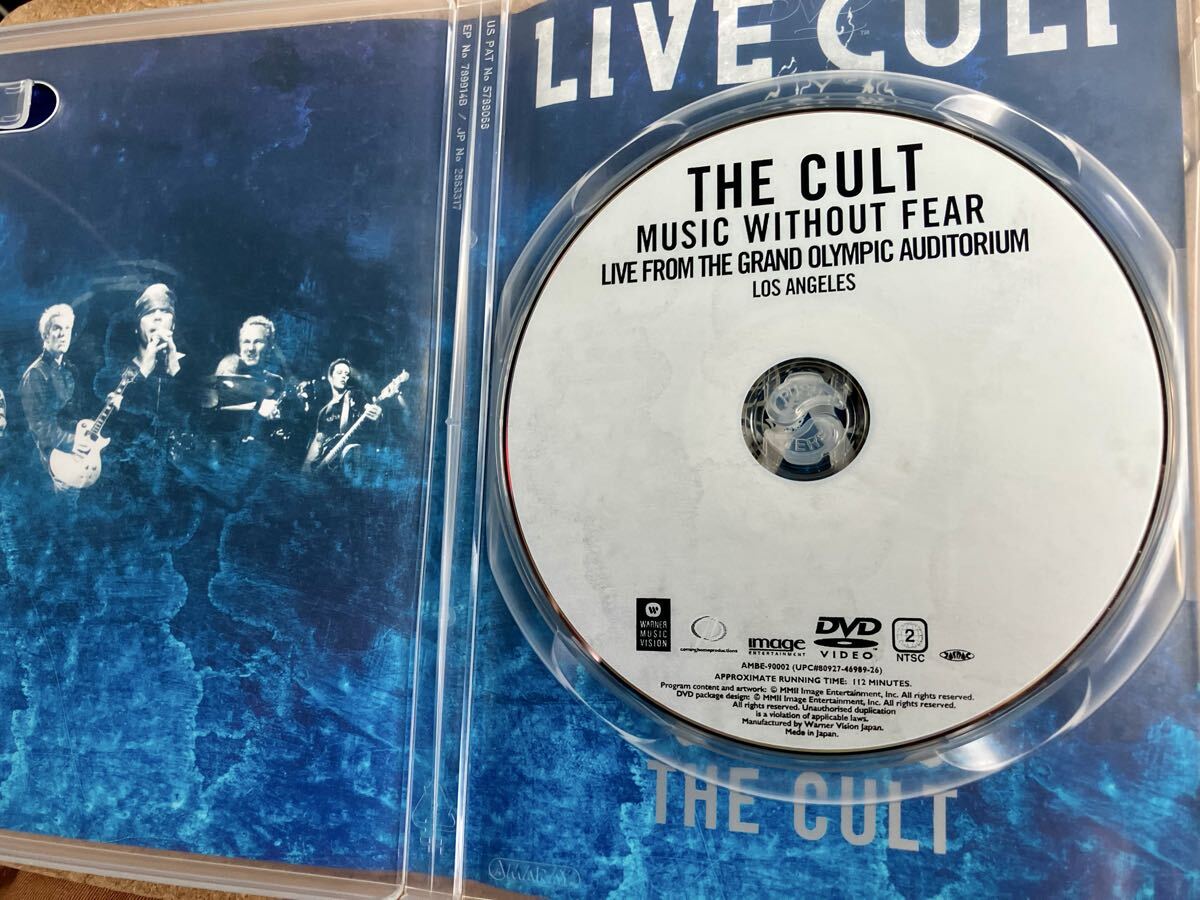 US PAT No 5788068
EP No 789914B / JP No 2853317
LIVE CULT
THE CULT
MUSIC WITHOUT FEAR
LIVE FROM THE GRAND OLYMPIC AUDITORIUM
LOS ANGELES
WARNER
MUSIC
VISION
cominghomeproductions
image
ENTERTAINMENT
DVD
VIDEO
2
NTSC
AMBE-90002 (UPC#80927-46989-26)
APPROXIMATE RUNNING TIME: 112 MINUTES.
Program content and artwork: © MMII Image Entertainment, Inc. All rights reserved.
DVD package design: © MMII Image Entertainment, Inc. All rights reserved.
All rights reserved. Unauthorised duplication
is a violation of applicable laws.
Manufactured by Warner Vision Japan.
Made in Japan.
THE CULT
AMARAY